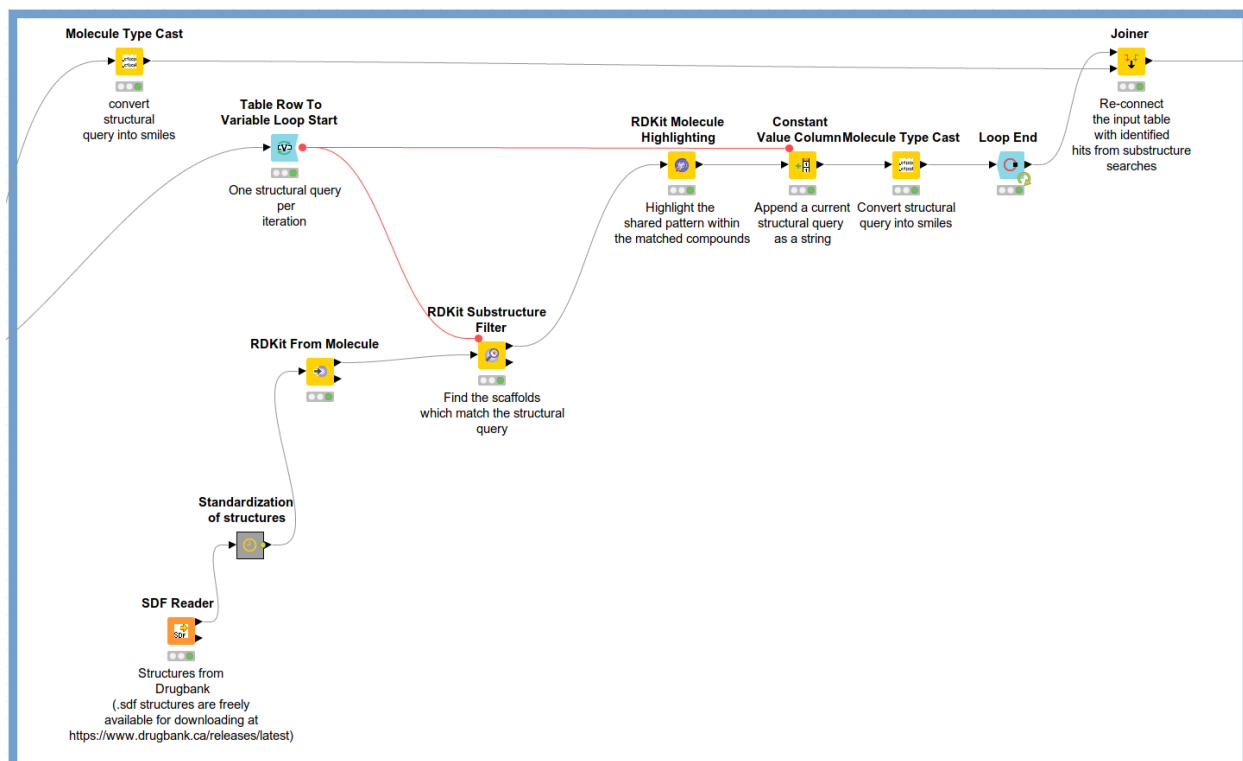 Molecule Type Cast
convert
structural
query into smiles
Joiner
Re-connect
the input table
with identified
hits from substructure
searches
Table Row To
Variable Loop Start
One structural query
per
iteration
RDKit Molecule
Highlighting
Highlight the
shared pattern within
the matched compounds
Constant
Value Column
Append a current
structural query
as a string
Molecule Type Cast
Convert structural
query into smiles
Loop End
RDKit From Molecule
RDKit Substructure
Filter
Find the scaffolds
which match the structural
query
Standardization
of structures
SDF Reader
SDF
Structures from
Drugbank
(.sdf structures are freely
available for downloading at
https://www.drugbank.ca/releases/latest)